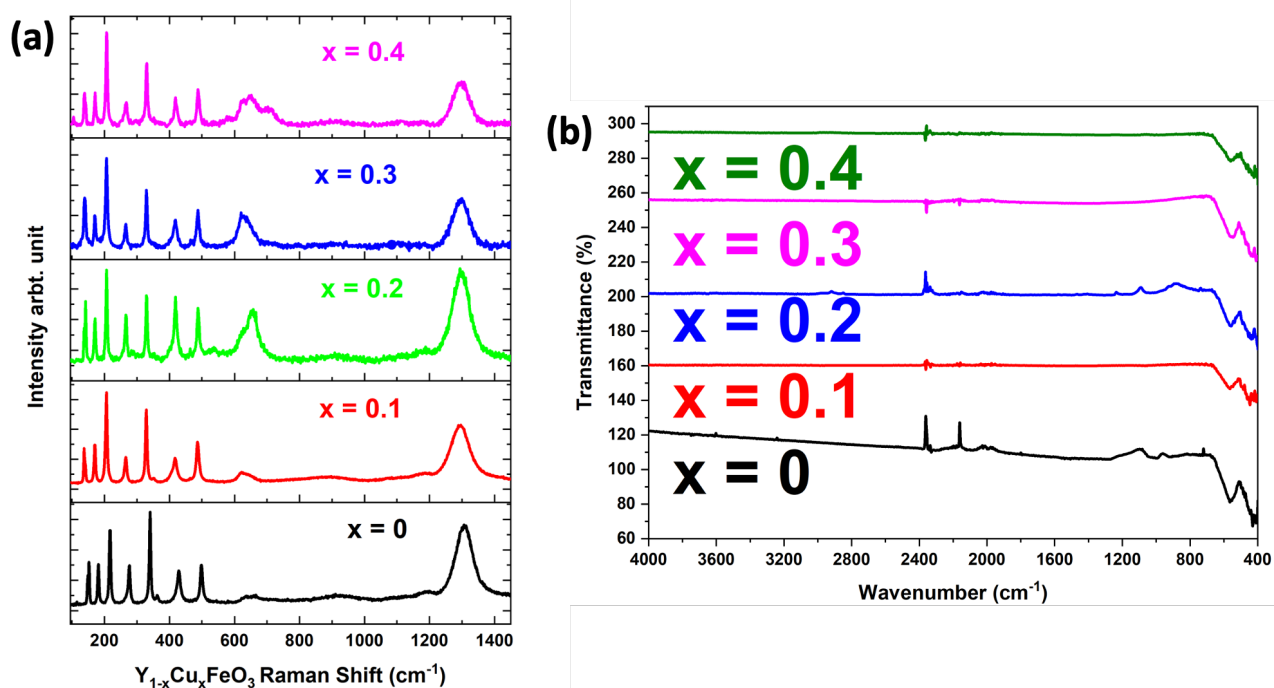 (a)
x = 0.4
x = 0.3
x = 0.2
x = 0.1
x = 0
Intensity arbt. unit
200 400 600 800 1000 1200 1400
Y₁₋ₓCuₓFeO₃ Raman Shift (cm⁻¹)
(b)
300
280
260
240
220
200
180
160
140
120
100
80
60
Transmittance (%)
x = 0.4
x = 0.3
x = 0.2
x = 0.1
x = 0
4000 3600 3200 2800 2400 2000 1600 1200 800 400
Wavenumber (cm⁻¹)